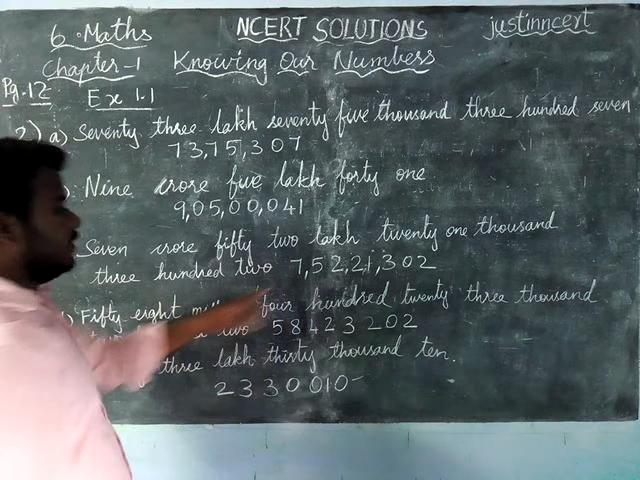 6. Maths NCERT SOLUTIONS justinncert
Chapter-1 Knowing Our Numbers
Pg.12 Ex 1.1
2) a) Seventy three lakh seventy five thousand three hundred seven
73,75,307
) Nine crore five lakh forty one
9,05,00,041
Seven crore fifty two lakh twenty one thousand
three hundred two 7,52,21,302
) Fifty eight four hundred twenty three thousand
two 58423202
three lakh thirty thousand ten.
2330010